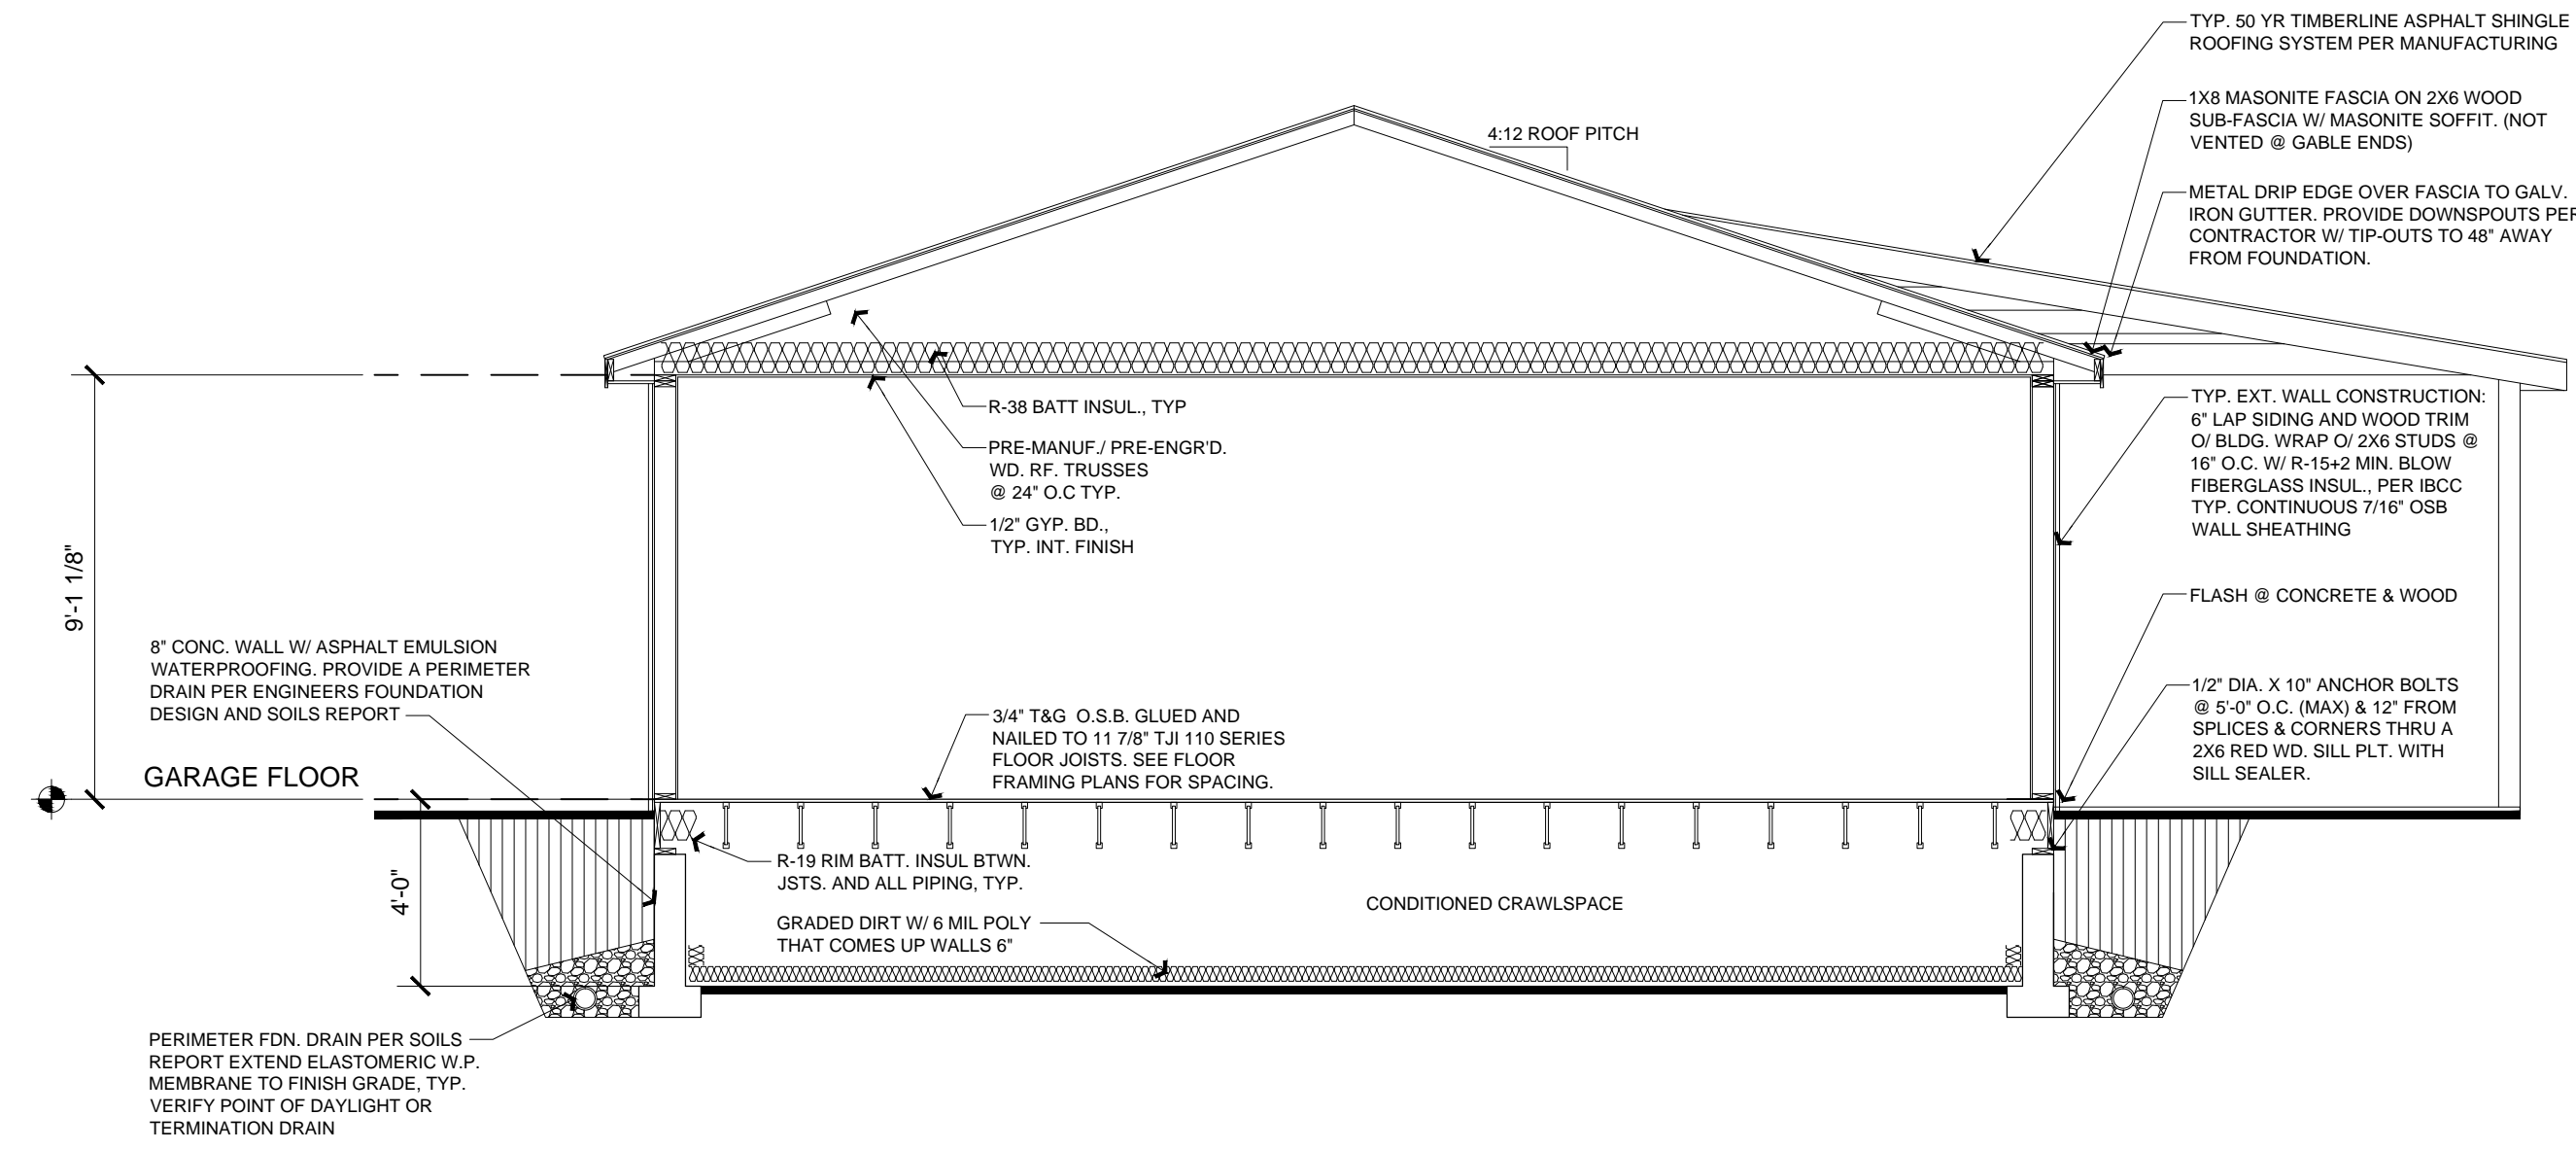 TYP. 50 YR TIMBERLINE ASPHALT SHINGLE
ROOFING SYSTEM PER MANUFACTURING
1X8 MASONITE FASCIA ON 2X6 WOOD
SUB-FASCIA W/ MASONITE SOFFIT. (NOT
VENTED @ GABLE ENDS)
4:12 ROOF PITCH
METAL DRIP EDGE OVER FASCIA TO GALV.
IRON GUTTER. PROVIDE DOWNSPOUTS PER
CONTRACTOR W/ TIP-OUTS TO 48" AWAY
FROM FOUNDATION.
R-38 BATT INSUL., TYP
PRE-MANUF./ PRE-ENGR'D.
WD. RF. TRUSSES
@ 24" O.C TYP.
1/2" GYP. BD.,
TYP. INT. FINISH
TYP. EXT. WALL CONSTRUCTION:
6" LAP SIDING AND WOOD TRIM
O/ BLDG. WRAP O/ 2X6 STUDS @
16" O.C. W/ R-15+2 MIN. BLOW
FIBERGLASS INSUL., PER IBCC
TYP. CONTINUOUS 7/16" OSB
WALL SHEATHING
9'-1 1/8"
FLASH @ CONCRETE & WOOD
8" CONC. WALL W/ ASPHALT EMULSION
WATERPROOFING. PROVIDE A PERIMETER
DRAIN PER ENGINEERS FOUNDATION
DESIGN AND SOILS REPORT
3/4" T&G O.S.B. GLUED AND
NAILED TO 11 7/8" TJI 110 SERIES
FLOOR JOISTS. SEE FLOOR
FRAMING PLANS FOR SPACING.
1/2" DIA. X 10" ANCHOR BOLTS
@ 5'-0" O.C. (MAX) & 12" FROM
SPLICES & CORNERS THRU A
2X6 RED WD. SILL PLT. WITH
SILL SEALER.
GARAGE FLOOR
4'-0"
R-19 RIM BATT. INSUL BTWN.
JSTS. AND ALL PIPING, TYP.
CONDITIONED CRAWLSPACE
GRADED DIRT W/ 6 MIL POLY
THAT COMES UP WALLS 6"
PERIMETER FDN. DRAIN PER SOILS
REPORT EXTEND ELASTOMERIC W.P.
MEMBRANE TO FINISH GRADE, TYP.
VERIFY POINT OF DAYLIGHT OR
TERMINATION DRAIN